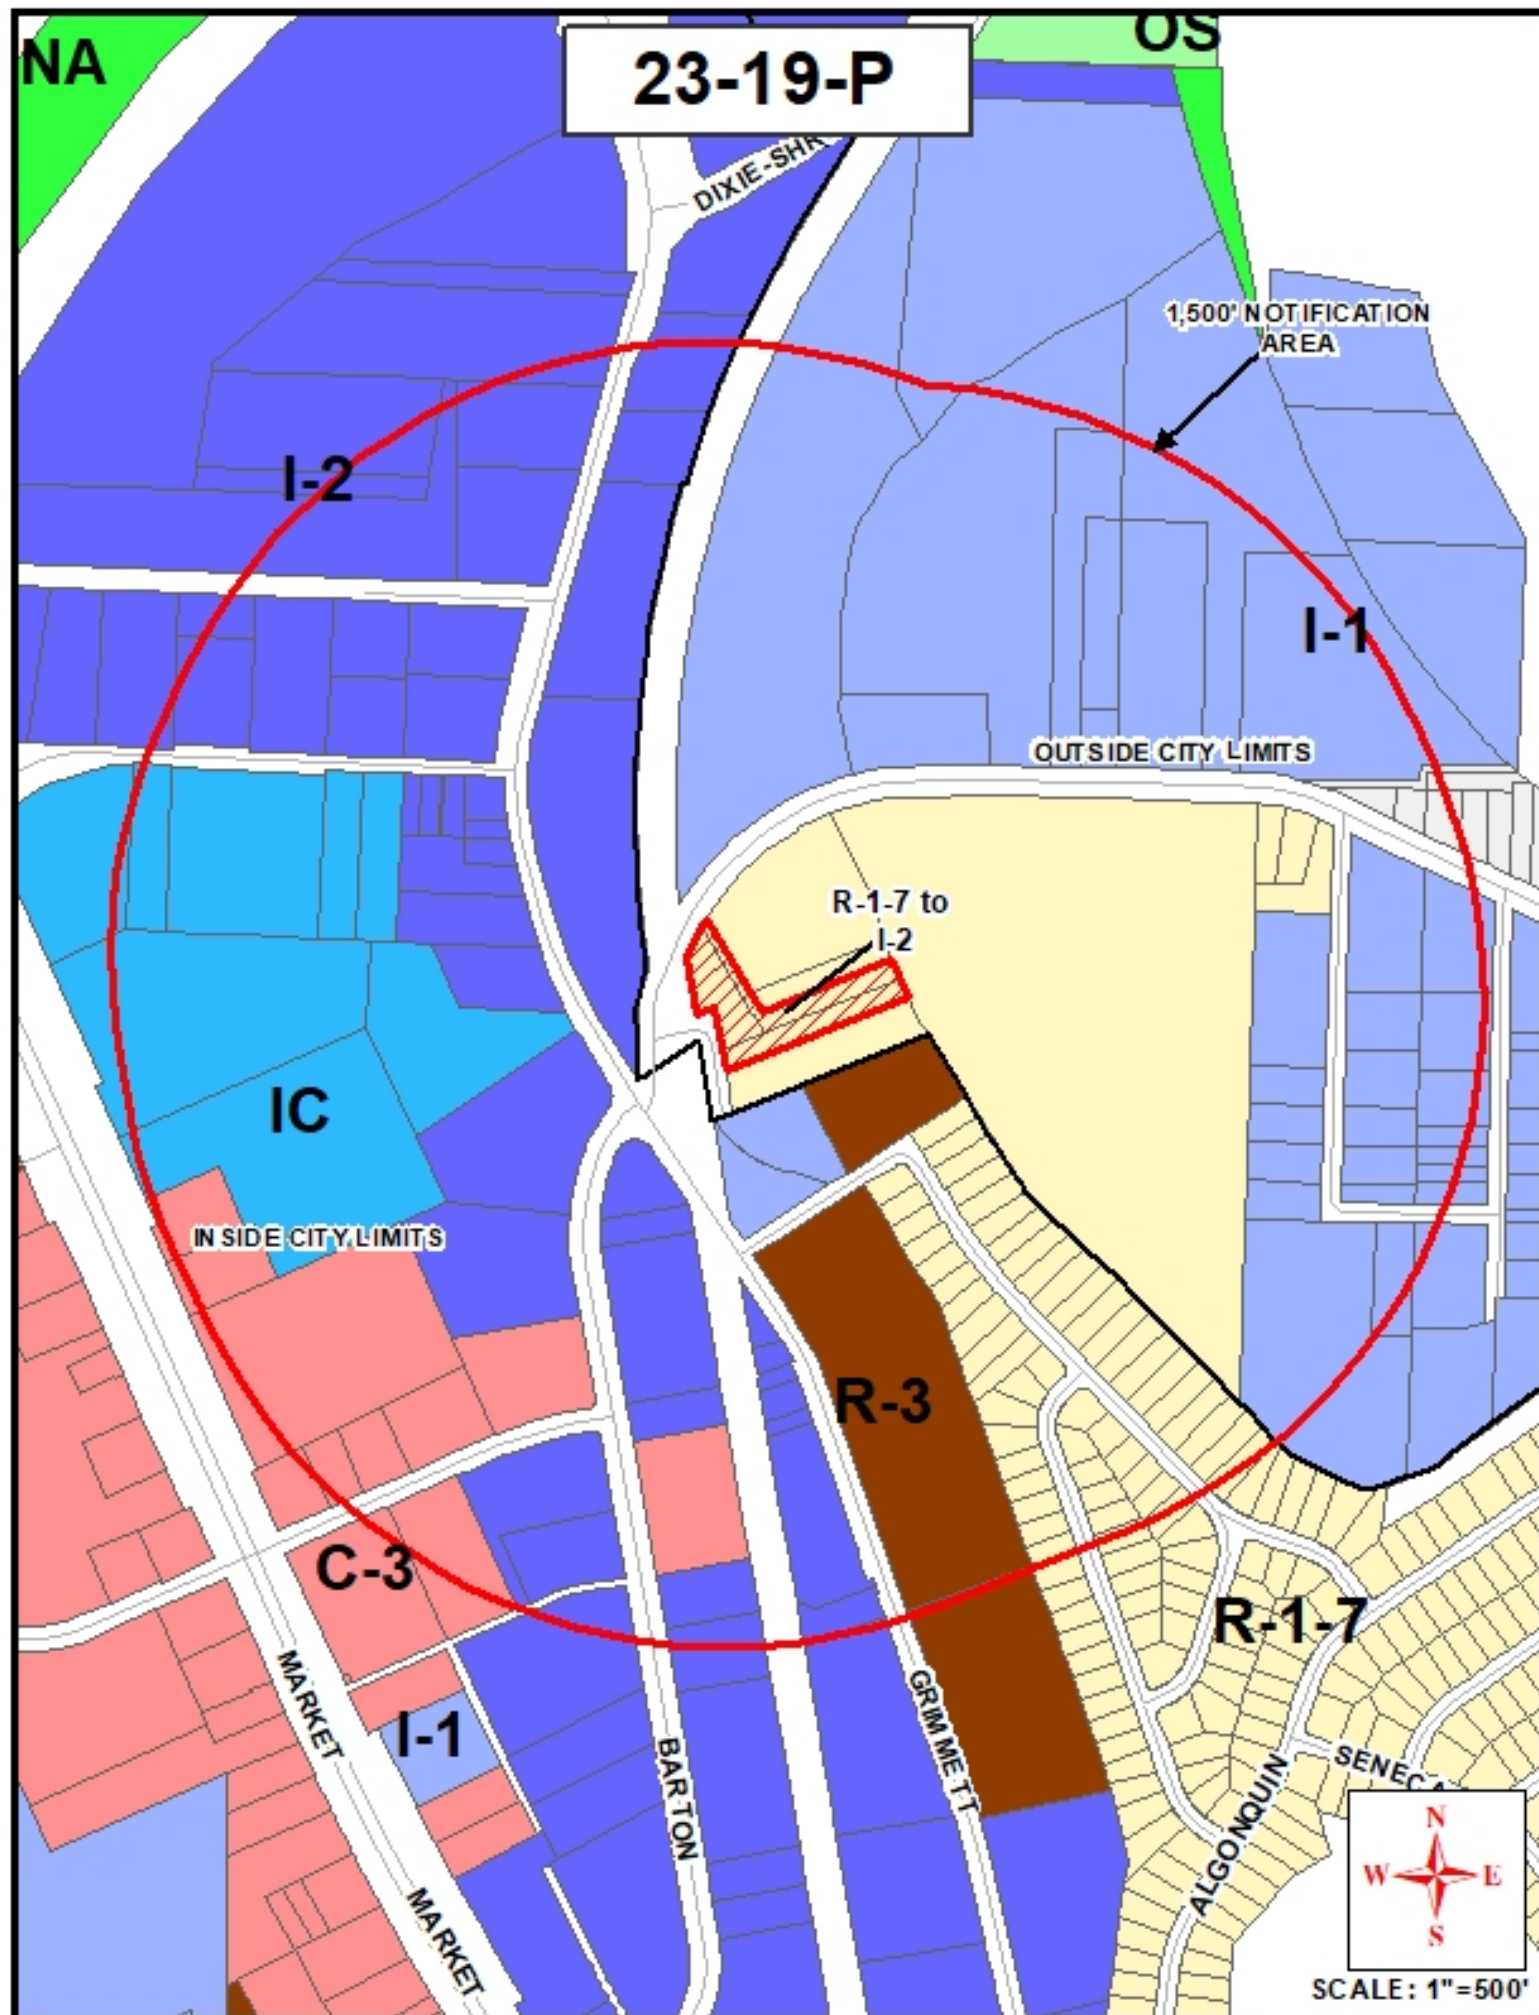 NA
OS
23-19-P
DIXIE-SHR
1,500' NOTIFICATION
AREA
I-2
I-1
OUTSIDE CITY LIMITS
R-1-7 to
I-2
IC
INSIDE CITY LIMITS
R-3
C-3
R-1-7
MARKET
I-1
BARTON
GRIMMETT
ALGONQUIN
SENECA
MARKET
N
W E
S
SCALE: 1"=500'